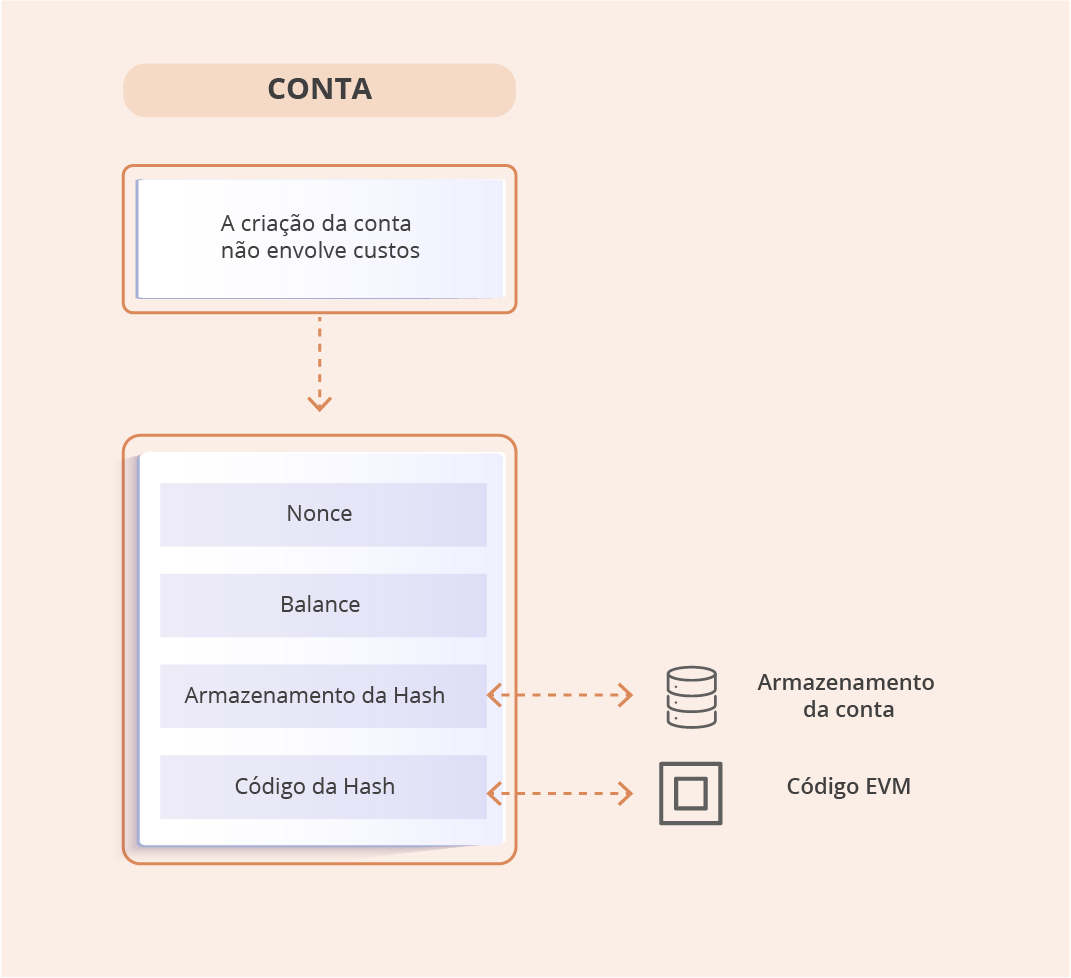 CONTA
A criação da conta
não envolve custos
Nonce
Balance
Armazenamento da Hash
Armazenamento
da conta
Código da Hash
Código EVM